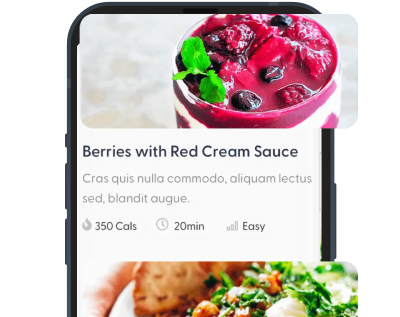 Berries with Red Cream Sauce
Cras quis nulla commodo, aliquam lectus
sed, blandit augue.
350 Cals 20min Easy